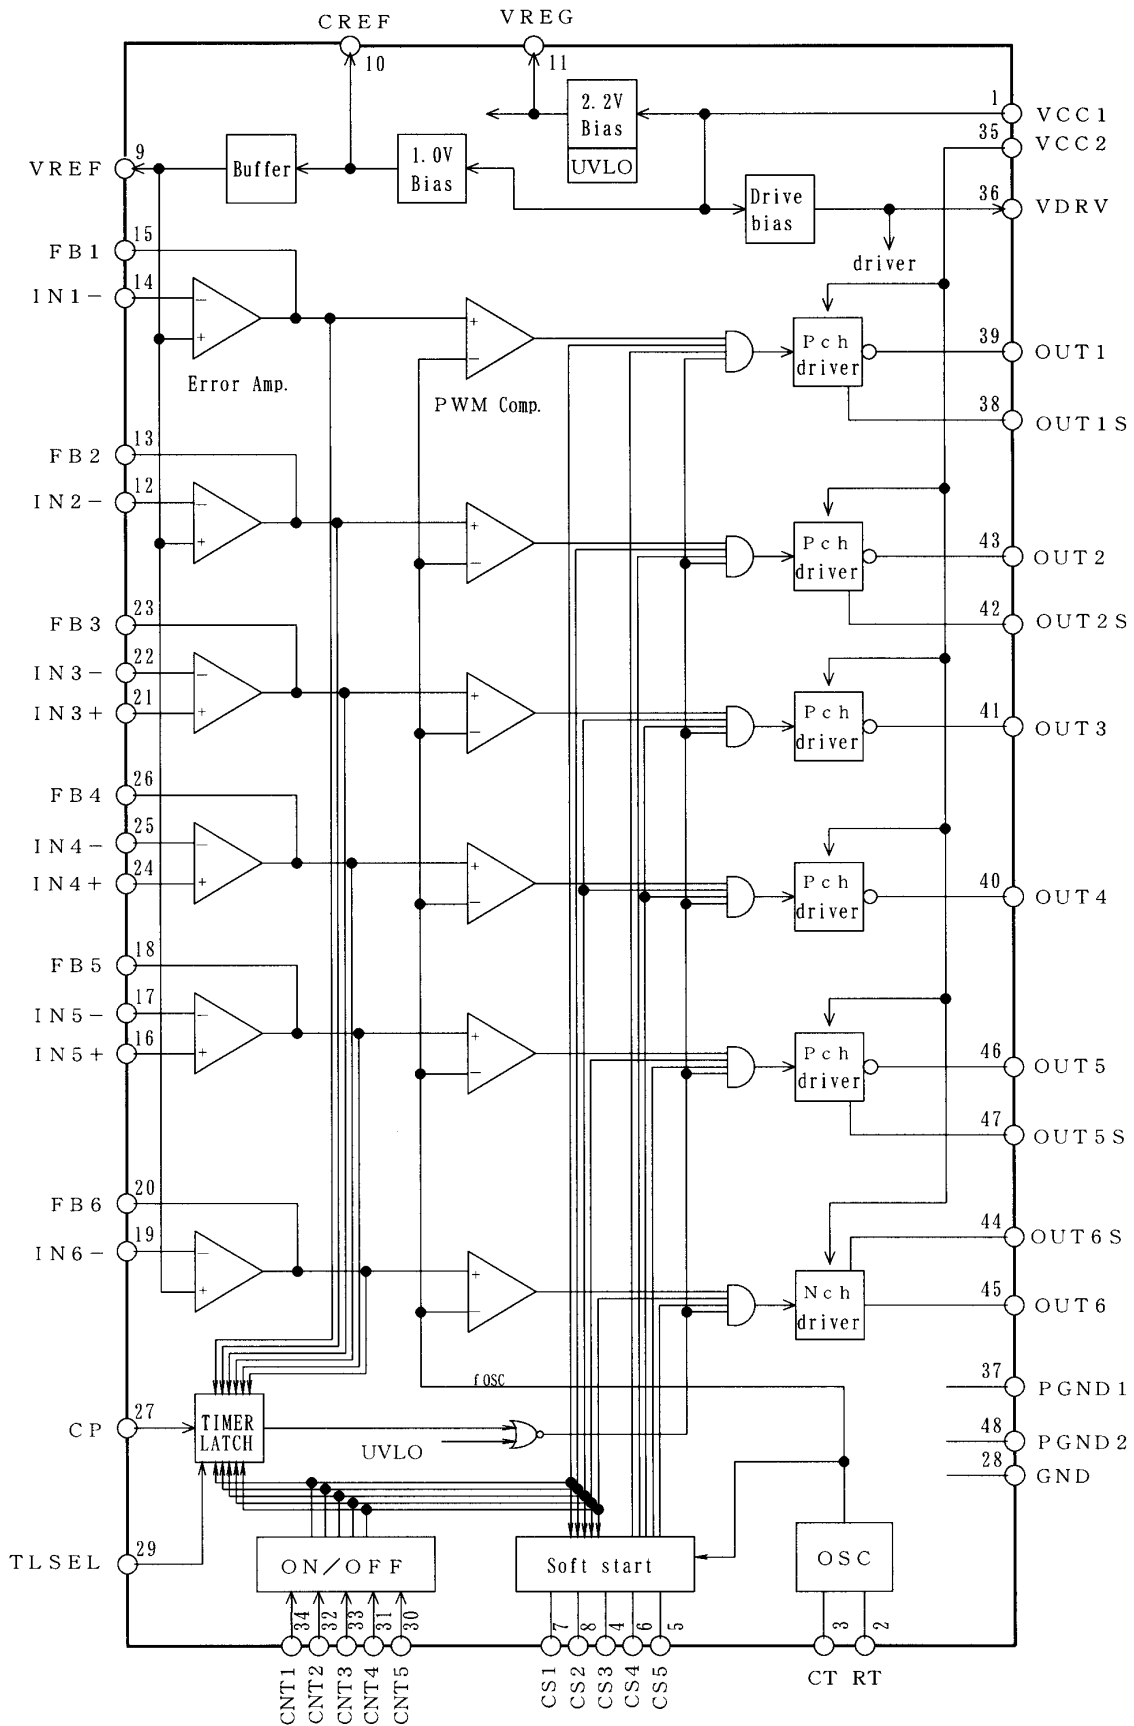 CREF
VREG
10
11
2.2V
Bias
UVLO
1
VCC1
35
VCC2
9
VREF
Buffer
1.0V
Bias
Drive
bias
36
VDRV
driver
15
FB1
14
IN1−
−
+
Error Amp.
+
−
PWM Comp.
Pch
driver
39
OUT1
38
OUT1S
13
FB2
12
IN2−
−
+
+
−
Pch
driver
43
OUT2
42
OUT2S
23
FB3
22
IN3−
21
IN3+
−
+
+
−
Pch
driver
41
OUT3
26
FB4
25
IN4−
24
IN4+
−
+
+
−
Pch
driver
40
OUT4
18
FB5
17
IN5−
16
IN5+
−
+
+
−
Pch
driver
46
OUT5
47
OUT5S
20
FB6
19
IN6−
−
+
+
−
Nch
driver
44
OUT6S
45
OUT6
fOSC
37
PGND1
27
CP
TIMER
LATCH
UVLO
48
PGND2
28
GND
29
TLSEL
ON/OFF
Soft start
OSC
34
32
33
31
30
7
8
4
6
5
3
2
CNT1
CNT2
CNT3
CNT4
CNT5
CS1
CS2
CS3
CS4
CS5
CT RT